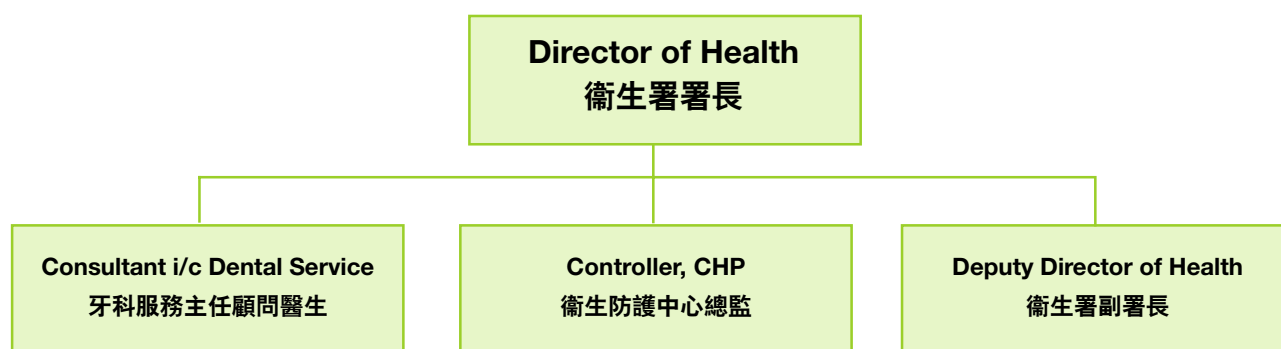 Director of Health
衞生署署長
Consultant i/c Dental Service
牙科服務主任顧問醫生
Controller, CHP
衞生防護中心總監
Deputy Director of Health
衞生署副署長